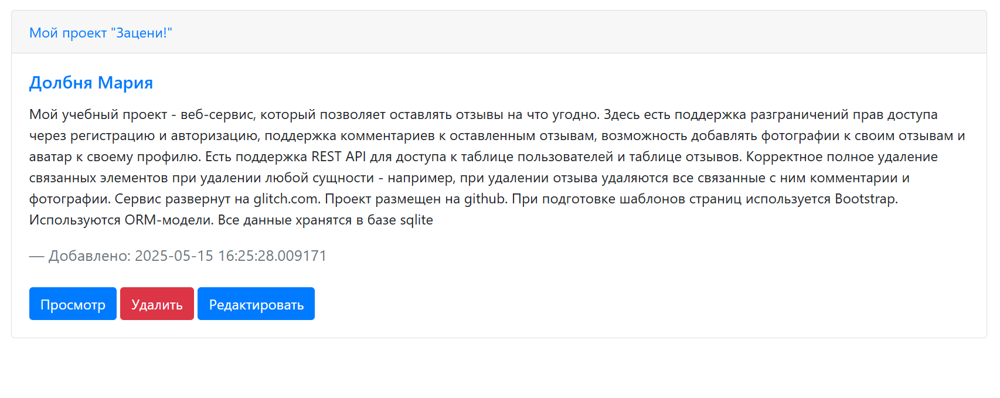 Мой проект "Зацени!"
Долбня Мария
Мой учебный проект - веб-сервис, который позволяет оставлять отзывы на что угодно. Здесь есть поддержка разграничений прав доступа
через регистрацию и авторизацию, поддержка комментариев к оставленным отзывам, возможность добавлять фотографии к своим отзывам и
аватар к своему профилю. Есть поддержка REST API для доступа к таблице пользователей и таблице отзывов. Корректное полное удаление
связанных элементов при удалении любой сущности - например, при удалении отзыва удаляются все связанные с ним комментарии и
фотографии. Сервис развернут на glitch.com. Проект размещен на github. При подготовке шаблонов страниц используется Bootstrap.
Используются ORM-модели. Все данные хранятся в базе sqlite
— Добавлено: 2025-05-15 16:25:28.009171
Просмотр Удалить Редактировать